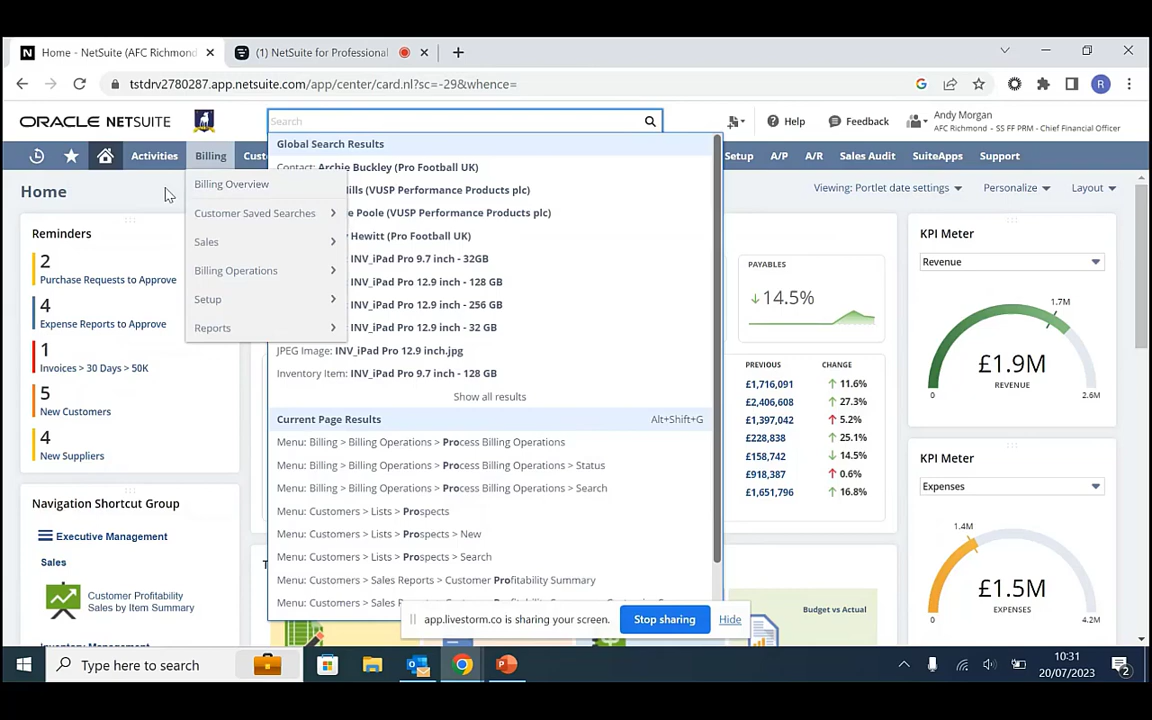 Home - NetSuite (AFC Richmond
(1) NetSuite for Professional
tstdrv2780287.app.netsuite.com/app/center/card.nl?sc=-29&whence=
R
ORACLE NETSUITE
Search
Help
Feedback
Andy Morgan
AFC Richmond - SS FF PRM - Chief Financial Officer
Activities
Billing
Setup
A/P
A/R
Sales Audit
SuiteApps
Support
Home
Viewing: Portlet date settings
Personalize
Layout
Billing Overview
Customer Saved Searches
Sales
Billing Operations
Setup
Reports
Global Search Results
Contact: Archie Buckley (Pro Football UK)
(VUSP Performance Products plc)
Poole (VUSP Performance Products plc)
Hewitt (Pro Football UK)
INV_iPad Pro 9.7 inch - 32GB
INV_iPad Pro 12.9 inch - 128 GB
INV_iPad Pro 12.9 inch - 256 GB
INV_iPad Pro 12.9 inch - 32 GB
JPEG Image: INV_iPad Pro 12.9 inch.jpg
Inventory Item: INV_iPad Pro 9.7 inch - 128 GB
Show all results
Current Page Results
Alt+Shift+G
Menu: Billing > Billing Operations > Process Billing Operations
Menu: Billing > Billing Operations > Process Billing Operations > Status
Menu: Billing > Billing Operations > Process Billing Operations > Search
Menu: Customers > Lists > Prospects
Menu: Customers > Lists > Prospects > New
Menu: Customers > Lists > Prospects > Search
Menu: Customers > Sales Reports > Customer Profitability Summary
Menu: Customers >
Reminders
2
Purchase Requests to Approve
4
Expense Reports to Approve
1
Invoices > 30 Days > 50K
5
New Customers
4
New Suppliers
Navigation Shortcut Group
Executive Management
Sales
Customer Profitability
Sales by Item Summary
PAYABLES
14.5%
PREVIOUS CHANGE
£1,716,091 11.6%
£2,406,608 27.3%
£1,397,042 5.2%
£228,838 25.1%
£158,742 14.5%
£918,387 0.6%
£1,651,796 16.8%
Budget vs Actual
KPI Meter
Revenue
1.7M
£1.9M
REVENUE
0
2.6M
KPI Meter
Expenses
1.4M
£1.5M
EXPENSES
0
4.2M
app.livestorm.co is sharing your screen.
Stop sharing
Hide
Type here to search
10:31
20/07/2023
2